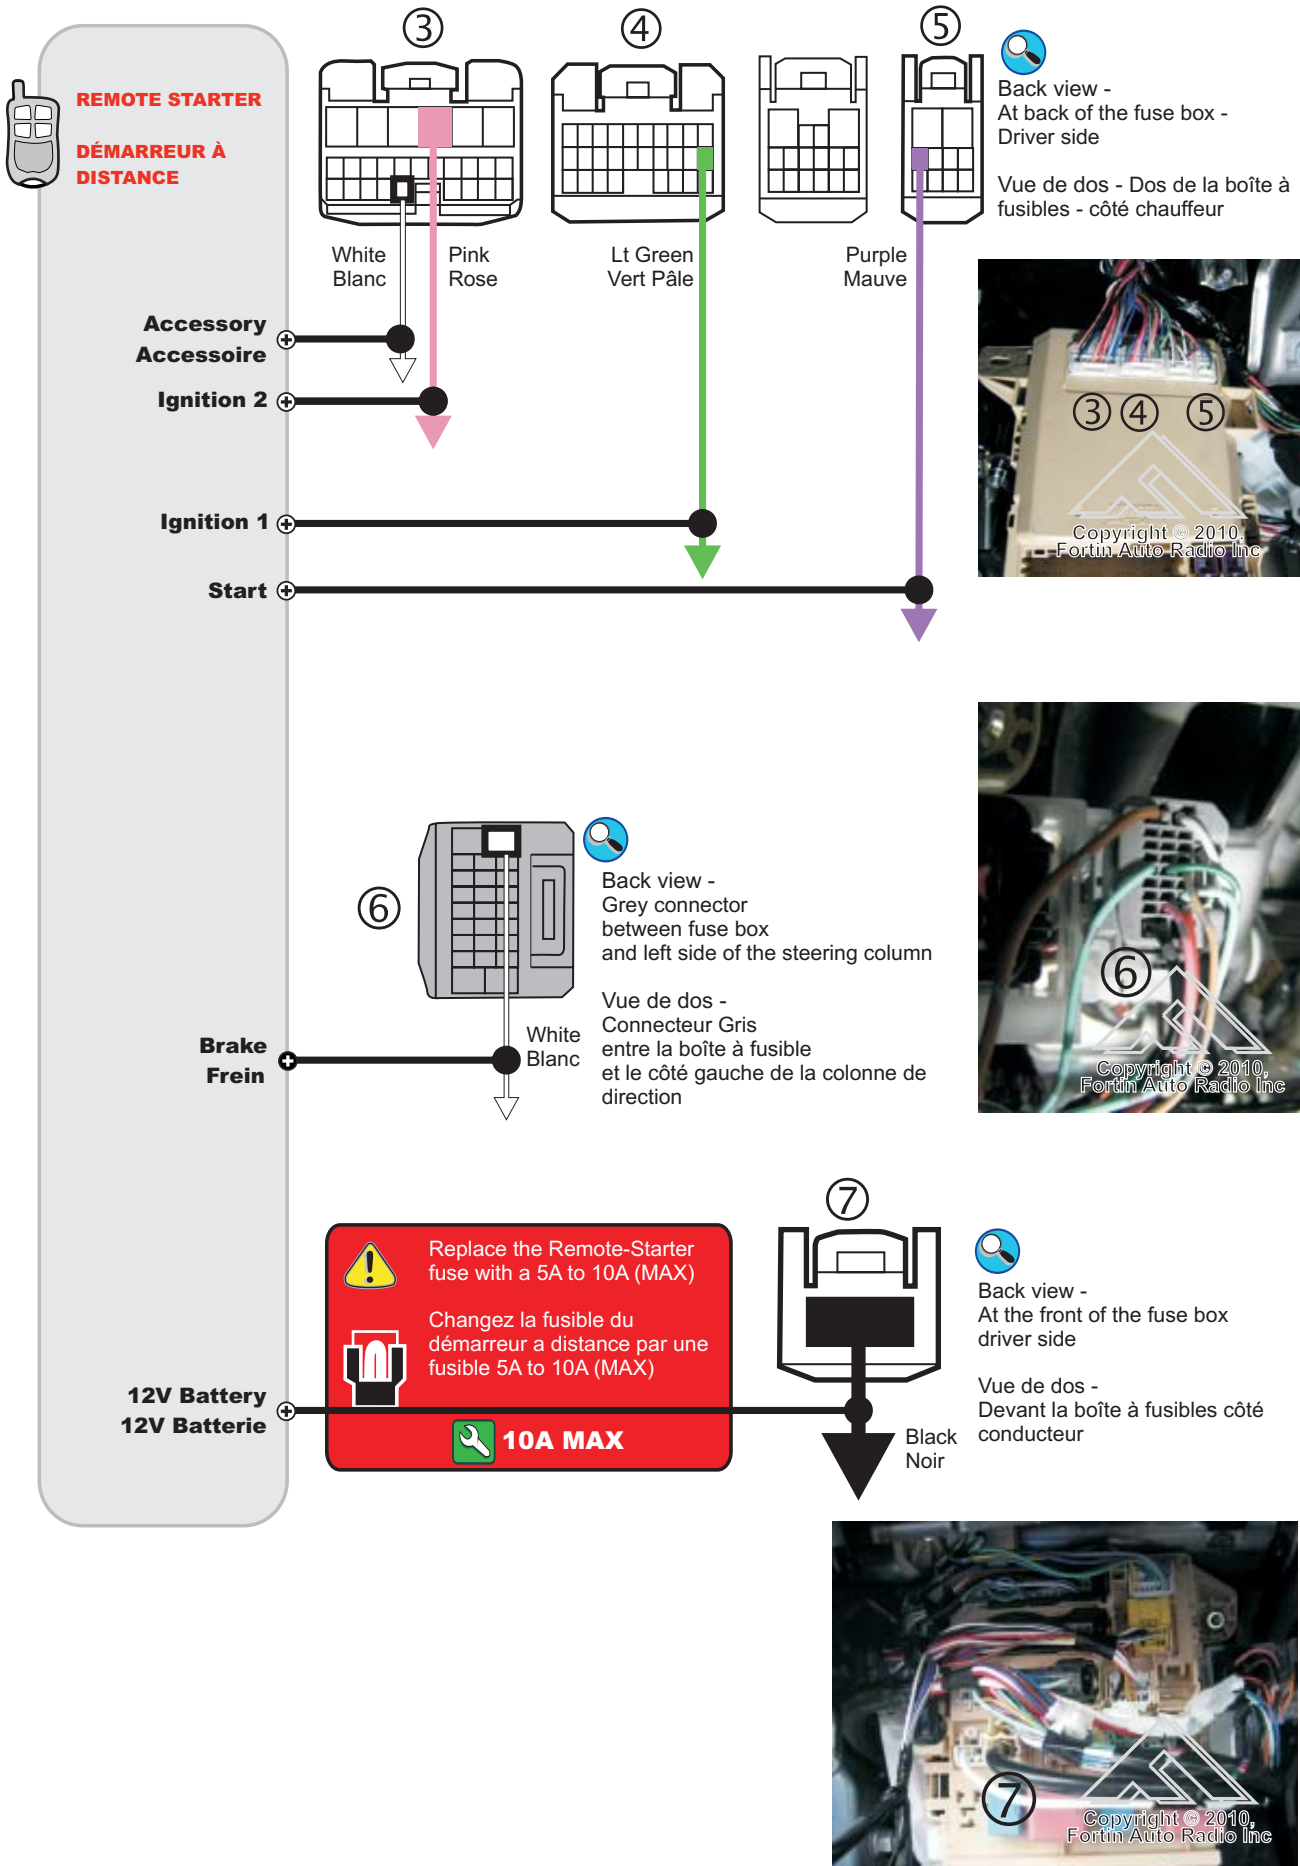 ③
④
⑤
REMOTE STARTER
DÉMARREUR À
DISTANCE
Back view -
At back of the fuse box -
Driver side
Vue de dos - Dos de la boîte à
fusibles - côté chauffeur
White
Blanc
Pink
Rose
Lt Green
Vert Pâle
Purple
Mauve
Accessory
Accessoire
Ignition 2
Ignition 1
Start
③ ④ ⑤
Copyright © 2010,
Fortin Auto Radio Inc
⑥
Back view -
Grey connector
between fuse box
and left side of the steering column
Vue de dos -
Connecteur Gris
entre la boîte à fusible
et le côté gauche de la colonne de
direction
White
Blanc
Brake
Frein
⑥
Copyright © 2010,
Fortin Auto Radio Inc
⑦
Replace the Remote-Starter
fuse with a 5A to 10A (MAX)
Changez la fusible du
démarreur a distance par une
fusible 5A to 10A (MAX)
10A MAX
12V Battery
12V Batterie
Back view -
At the front of the fuse box
driver side
Vue de dos -
Devant la boîte à fusibles côté
conducteur
Black
Noir
⑦
Copyright © 2010,
Fortin Auto Radio Inc